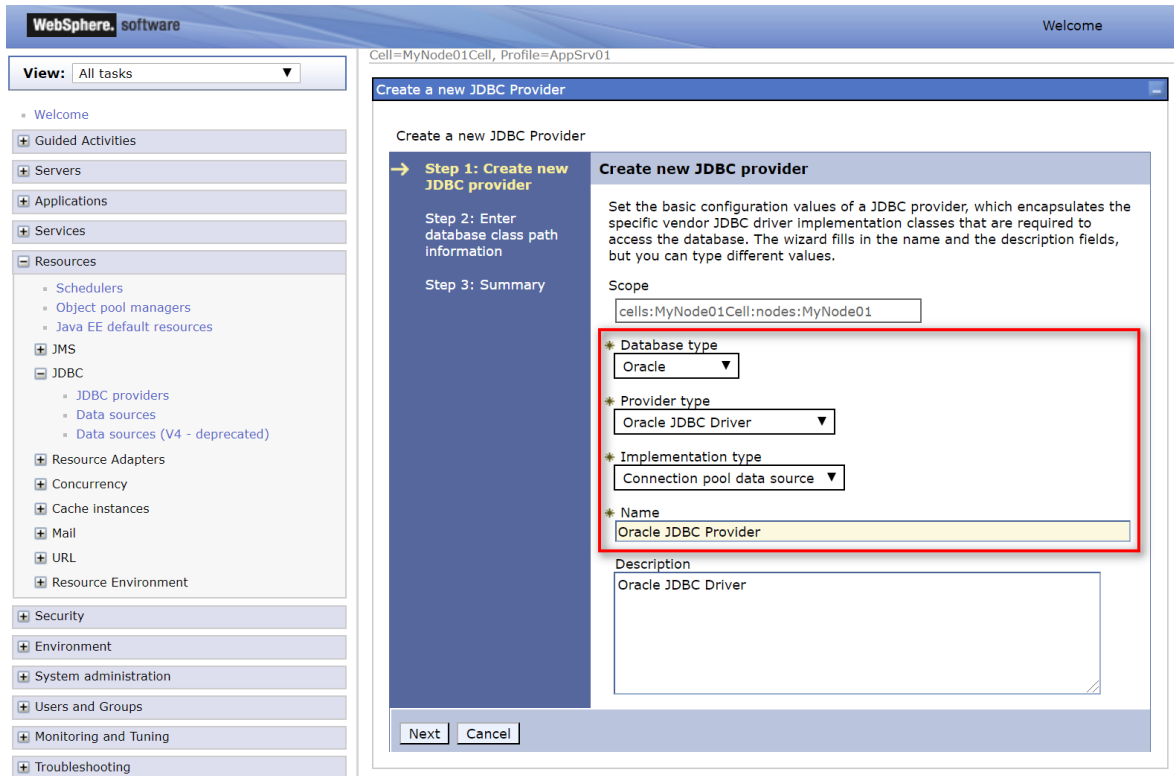 WebSphere. software
Welcome
View: All tasks
Cell=MyNode01Cell, Profile=AppSrv01
Welcome
Guided Activities
Servers
Applications
Services
Resources
Schedulers
Object pool managers
Java EE default resources
JMS
JDBC
JDBC providers
Data sources
Data sources (V4 - deprecated)
Resource Adapters
Concurrency
Cache instances
Mail
URL
Resource Environment
Security
Environment
System administration
Users and Groups
Monitoring and Tuning
Troubleshooting
Create a new JDBC Provider
Create a new JDBC Provider
Step 1: Create new
JDBC provider
Step 2: Enter
database class path
information
Step 3: Summary
Create new JDBC provider
Set the basic configuration values of a JDBC provider, which encapsulates the
specific vendor JDBC driver implementation classes that are required to
access the database. The wizard fills in the name and the description fields,
but you can type different values.
Scope
cells:MyNode01Cell:nodes:MyNode01
Database type
Oracle
Provider type
Oracle JDBC Driver
Implementation type
Connection pool data source
Name
Oracle JDBC Provider
Description
Oracle JDBC Driver
Next Cancel